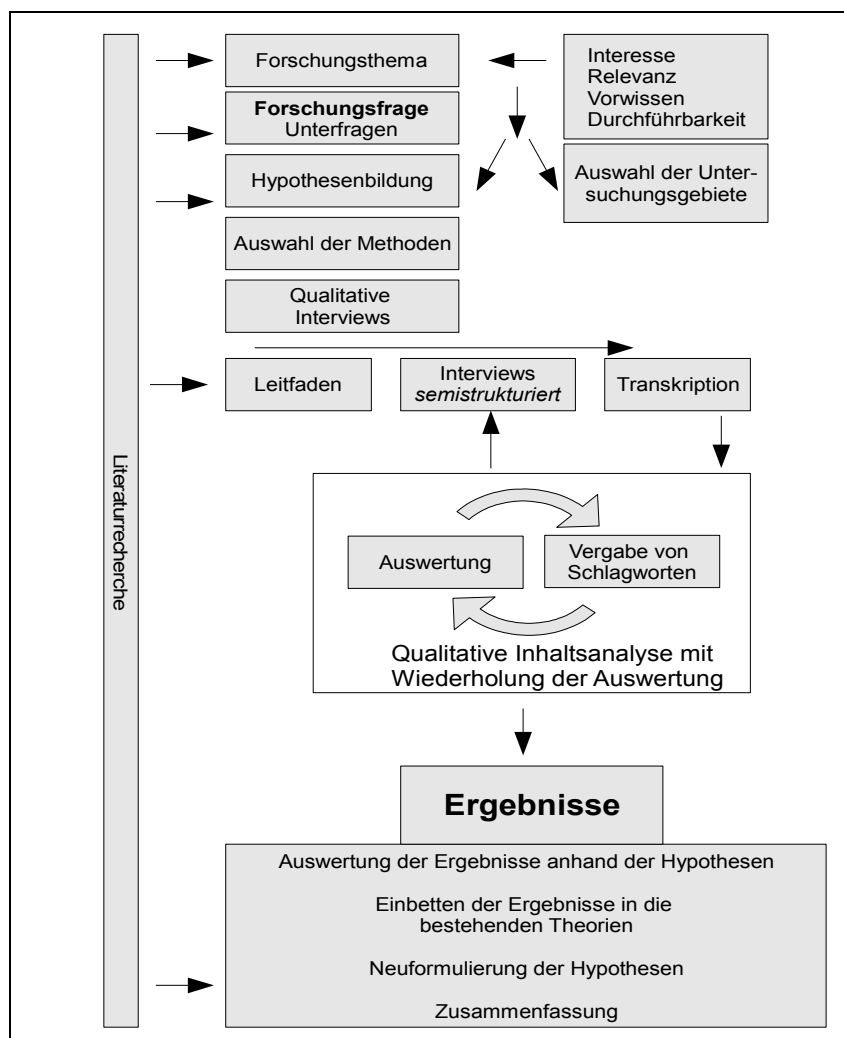 Forschungsthema
Interesse
Relevanz
Vorwissen
Durchführbarkeit
Forschungsfrage
Unterfragen
Hypothesenbildung
Auswahl der Unter-
suchungsgebiete
Auswahl der Methoden
Qualitative
Interviews
Leitfaden
Interviews
semistrukturiert
Transkription
Literaturrecherche
Auswertung
Vergabe von
Schlagworten
Qualitative Inhaltsanalyse mit
Wiederholung der Auswertung
Ergebnisse
Auswertung der Ergebnisse anhand der Hypothesen
Einbetten der Ergebnisse in die
bestehenden Theorien
Neuformulierung der Hypothesen
Zusammenfassung